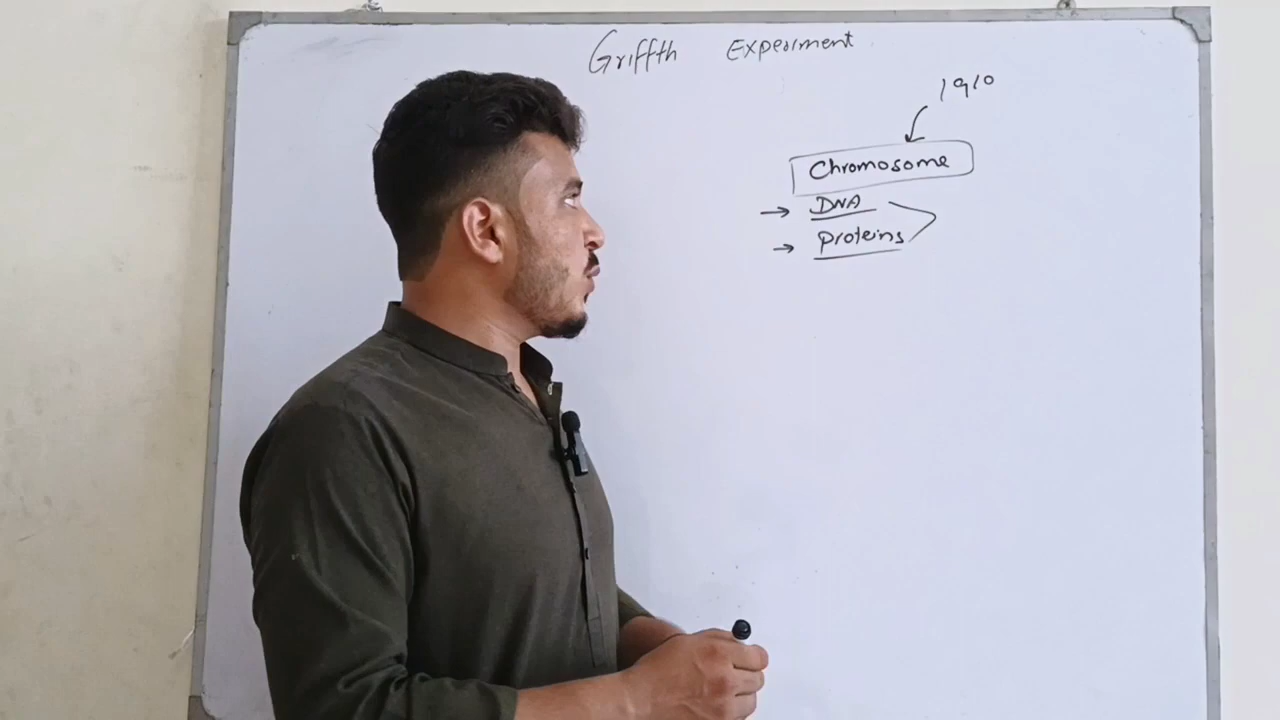 Griffth Experiment
1910
Chromosome
→ DNA
→ Proteins